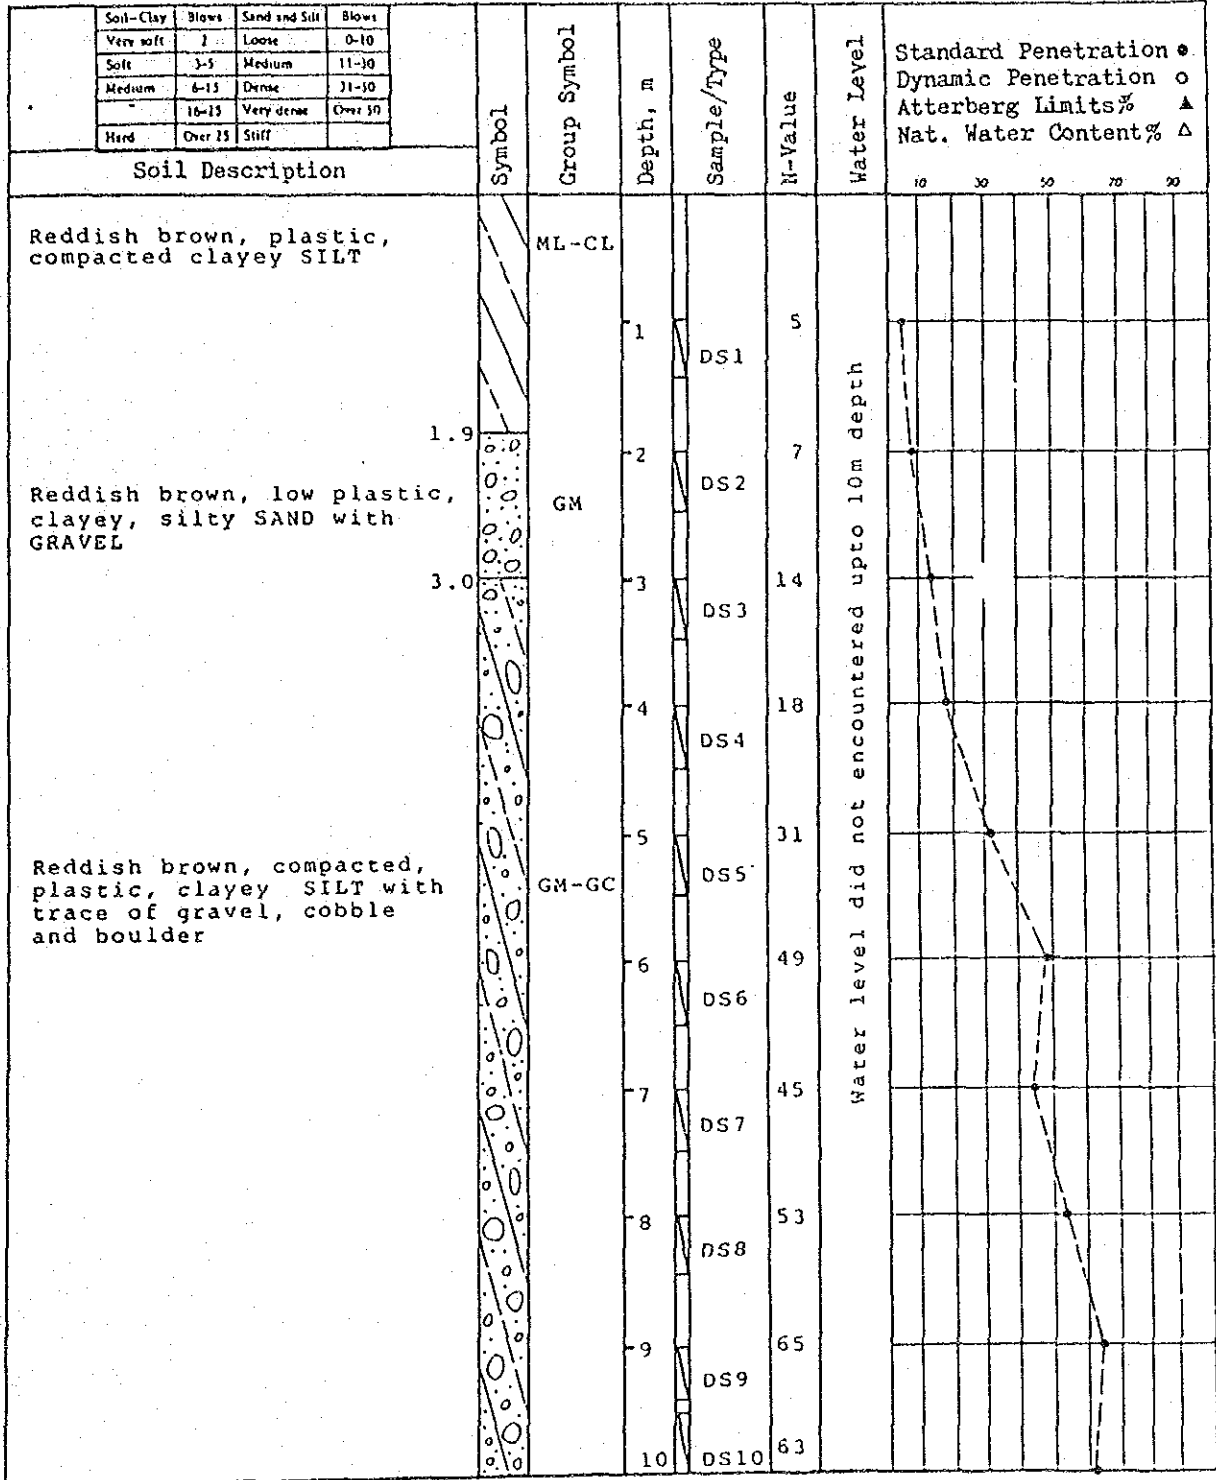 Soil-Clay Blows Sand and Silt Blows
Very soft 2 Loose 0-10
Soft 3-5 Medium 11-30
Medium 6-15 Dense 31-50
16-25 Very dense Over 50
Hard Over 25 Stiff
Soil Description
Symbol
Group Symbol
Depth, m
Sample/Type
N-Value
Water Level
Standard Penetration ●
Dynamic Penetration ○
Atterberg Limits% ▲
Nat. Water Content% △
10 30 50 70 90
Reddish brown, plastic,
compacted clayey SILT
ML-CL
1 DS1 5
1.9
2 DS2 7
Reddish brown, low plastic,
clayey, silty SAND with
GRAVEL
GM
3.0
3 DS3 14
4 DS4 18
5 DS5 31
Reddish brown, compacted,
plastic, clayey SILT with
trace of gravel, cobble
and boulder
GM-GC
6 DS6 49
7 DS7 45
8 DS8 53
9 DS9 65
10 DS10 63
Water level did not encountered upto 10m depth